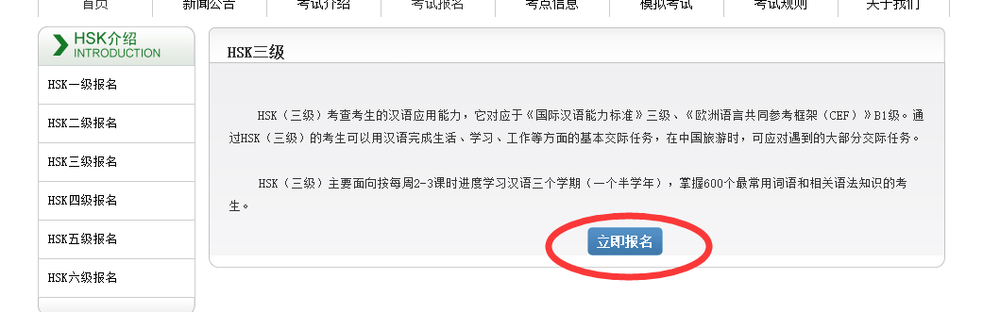 首页 新闻公告 考试介绍 考试报名 考点信息 模拟考试 考试规则 关于我们
HSK介绍
INTRODUCTION
HSK一级报名
HSK二级报名
HSK三级报名
HSK四级报名
HSK五级报名
HSK六级报名
HSK三级
HSK（三级）考查考生的汉语应用能力，它对应于《国际汉语能力标准》三级、《欧洲语言共同参考框架（CEF）》B1级。通
过HSK（三级）的考生可以用汉语完成生活、学习、工作等方面的基本交际任务，在中国旅游时，可应对遇到的大部分交际任务。
HSK（三级）主要面向按每周2-3课时进度学习汉语三个学期（一个半学年），掌握600个最常用词语和相关语法知识的考
生。
立即报名